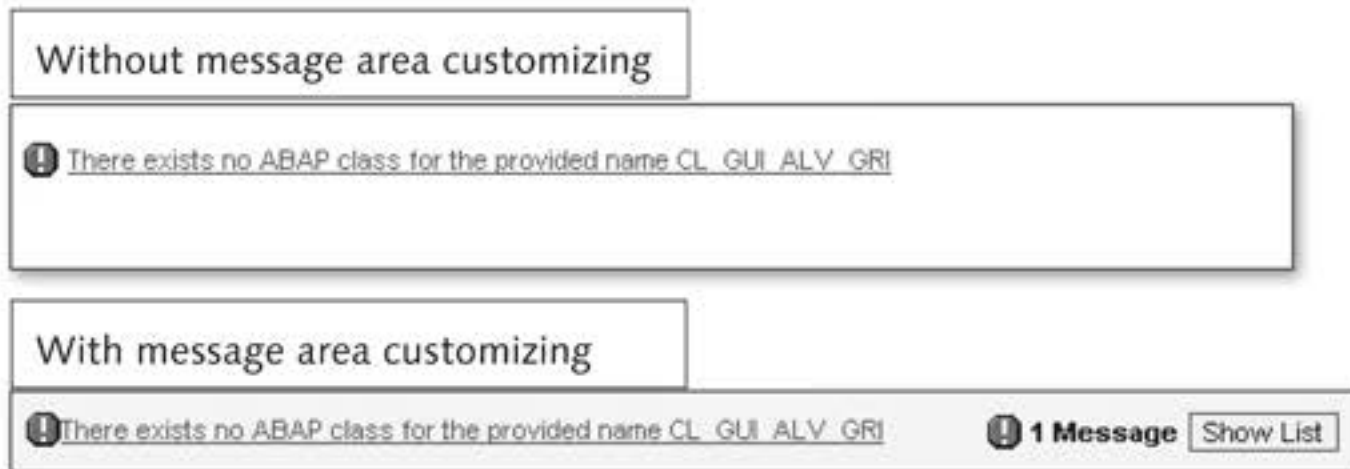 Without message area customizing
There exists no ABAP class for the provided name CL_GUI_ALV_GRI
With message area customizing
There exists no ABAP class for the provided name CL_GUI_ALV_GRI 1 Message Show List